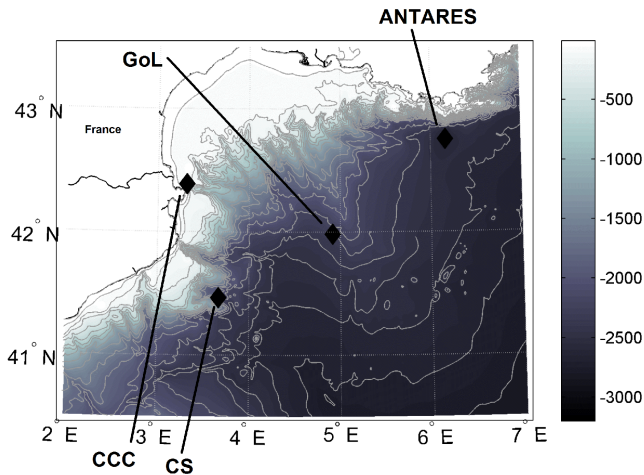 ANTARES
GoL
43° N
France
42° N
41° N
2° E 3° E 4° E 5° E 6° E 7° E
CCC
CS
-500
-1000
-1500
-2000
-2500
-3000